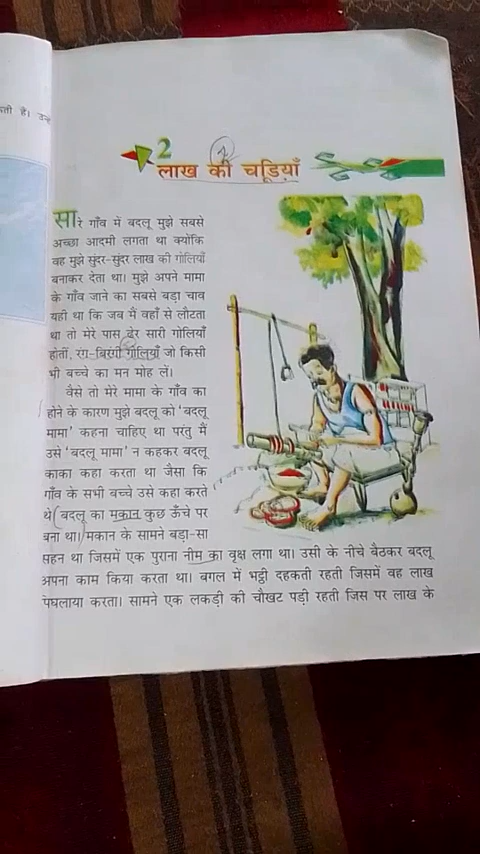 ती है। उन
2
लाख की चूड़ियाँ
सारे गाँव में बदलू मुझे सबसे
अच्छा आदमी लगता था क्योंकि
वह मुझे सुंदर-सुंदर लाख की गोलियाँ
बनाकर देता था। मुझे अपने मामा
के गाँव जाने का सबसे बड़ा चाव
यही था कि जब मैं वहाँ से लौटता
था तो मेरे पास ढेर सारी गोलियाँ
होतीं, रंग-बिरंगी गोलियाँ जो किसी
भी बच्चे का मन मोह लें।
वैसे तो मेरे मामा के गाँव का
होने के कारण मुझे बदलू को 'बदलू
मामा' कहना चाहिए था परंतु मैं
उसे 'बदलू मामा' न कहकर बदलू
काका कहा करता था जैसा कि
गाँव के सभी बच्चे उसे कहा करते
थे। बदलू का मकान कुछ ऊँचे पर
बना था। मकान के सामने बड़ा-सा
सहन था जिसमें एक पुराना नीम का वृक्ष लगा था। उसी के नीचे बैठकर बदलू
अपना काम किया करता था। बगल में भट्ठी दहकती रहती जिसमें वह लाख
पिघलाया करता। सामने एक लकड़ी की चौखट पड़ी रहती जिस पर लाख के